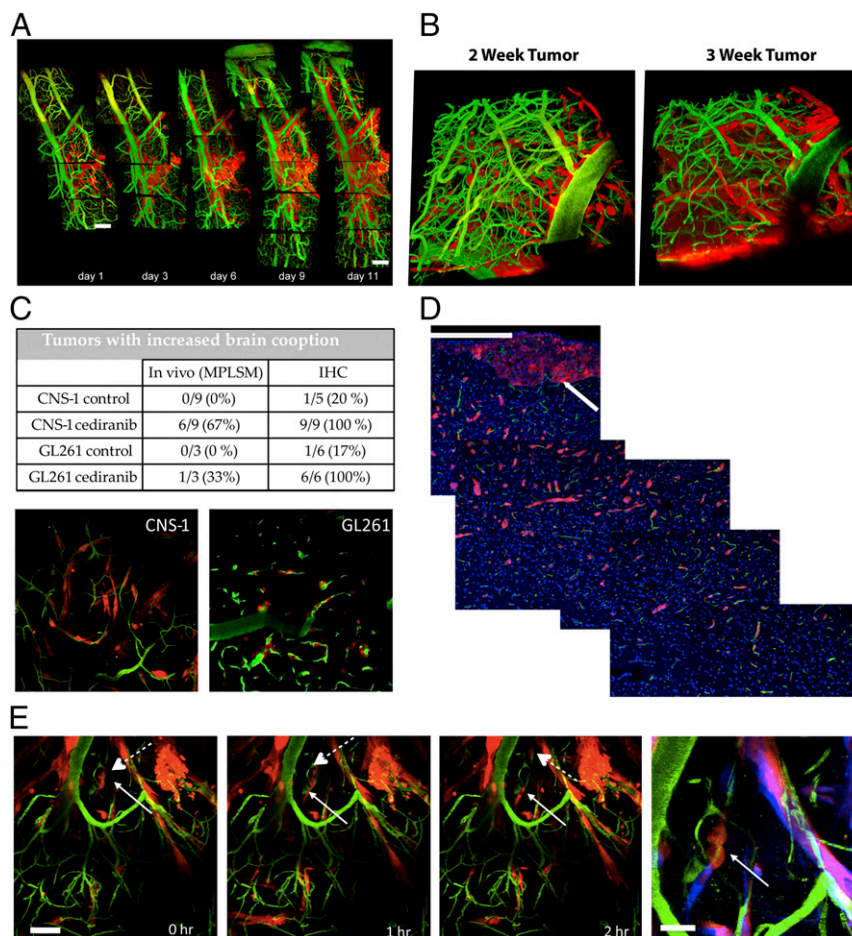 A
day 1 day 3 day 6 day 9 day 11
B
2 Week Tumor 3 Week Tumor
C
Tumors with increased brain cooption
In vivo (MPLSM) IHC
CNS-1 control 0/9 (0%) 1/5 (20 %)
CNS-1 cediranib 6/9 (67%) 9/9 (100 %)
GL261 control 0/3 (0 %) 1/6 (17%)
GL261 cediranib 1/3 (33%) 6/6 (100%)
CNS-1 GL261
D
E
0 hr 1 hr 2 hr